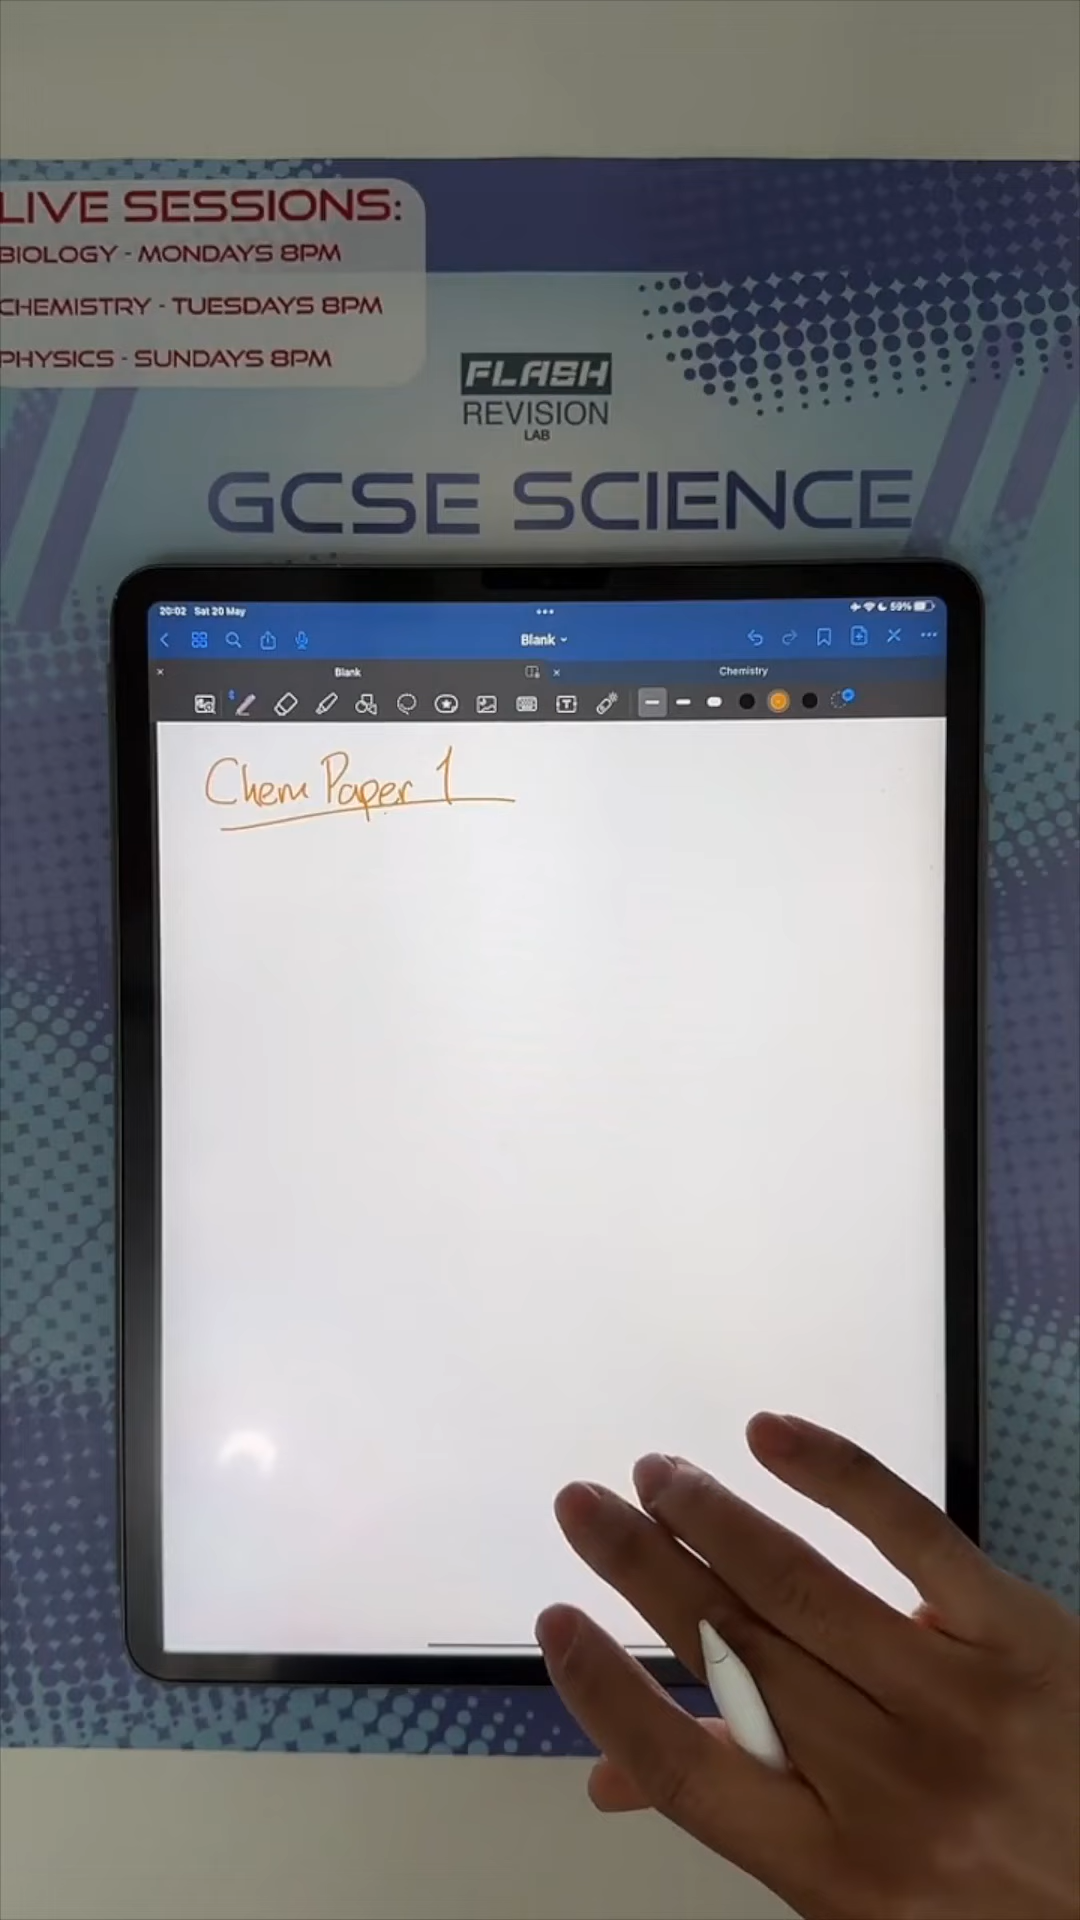 LIVE SESSIONS:
BIOLOGY - MONDAYS 8PM
CHEMISTRY - TUESDAYS 8PM
PHYSICS - SUNDAYS 8PM
FLASH
REVISION
LAB
GCSE SCIENCE
20:02 Sat 20 May
59%
Blank
Blank
Chemistry
Chem Paper 1